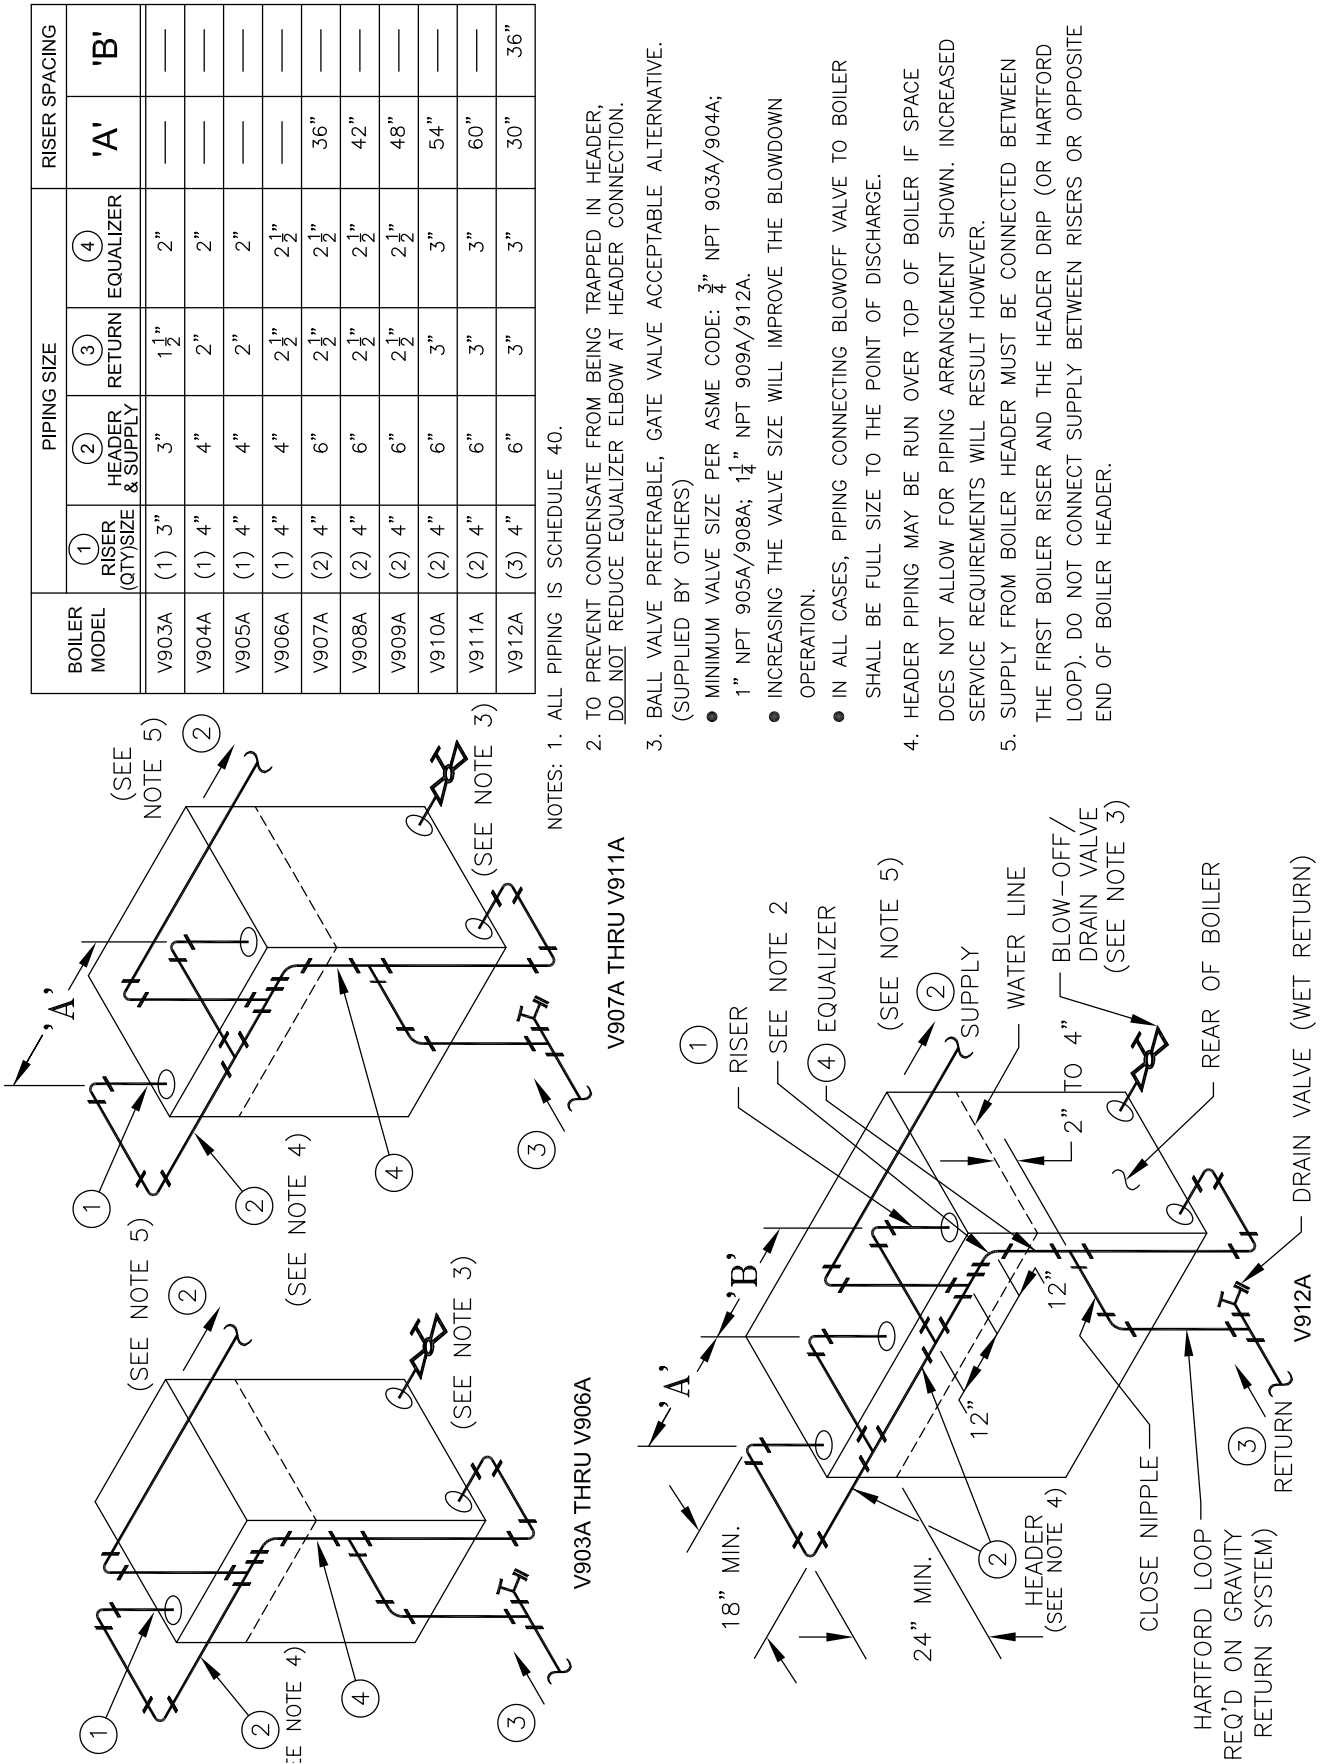 BOILER MODEL | PIPING SIZE | RISER SPACING
① RISER (QTY)SIZE | ② HEADER & SUPPLY | ③ RETURN | ④ EQUALIZER | 'A' | 'B'
V903A | (1) 3" | 3" | 1½" | 2" | — | —
V904A | (1) 4" | 4" | 2" | 2" | — | —
V905A | (1) 4" | 4" | 2" | 2" | — | —
V906A | (1) 4" | 4" | 2½" | 2½" | — | —
V907A | (2) 4" | 6" | 2½" | 2½" | 36" | —
V908A | (2) 4" | 6" | 2½" | 2½" | 42" | —
V909A | (2) 4" | 6" | 2½" | 2½" | 48" | —
V910A | (2) 4" | 6" | 3" | 3" | 54" | —
V911A | (2) 4" | 6" | 3" | 3" | 60" | —
V912A | (3) 4" | 6" | 3" | 3" | 30" | 36"
NOTES: 1. ALL PIPING IS SCHEDULE 40.
2. TO PREVENT CONDENSATE FROM BEING TRAPPED IN HEADER,
DO NOT REDUCE EQUALIZER ELBOW AT HEADER CONNECTION.
3. BALL VALVE PREFERABLE, GATE VALVE ACCEPTABLE ALTERNATIVE.
(SUPPLIED BY OTHERS)
● MINIMUM VALVE SIZE PER ASME CODE: ¾" NPT 903A/904A;
1" NPT 905A/908A; 1¼" NPT 909A/912A.
● INCREASING THE VALVE SIZE WILL IMPROVE THE BLOWDOWN
OPERATION.
● IN ALL CASES, PIPING CONNECTING BLOWOFF VALVE TO BOILER
SHALL BE FULL SIZE TO THE POINT OF DISCHARGE.
4. HEADER PIPING MAY BE RUN OVER TOP OF BOILER IF SPACE
DOES NOT ALLOW FOR PIPING ARRANGEMENT SHOWN. INCREASED
SERVICE REQUIREMENTS WILL RESULT HOWEVER.
5. SUPPLY FROM BOILER HEADER MUST BE CONNECTED BETWEEN
THE FIRST BOILER RISER AND THE HEADER DRIP (OR HARTFORD
LOOP). DO NOT CONNECT SUPPLY BETWEEN RISERS OR OPPOSITE
END OF BOILER HEADER.
①
②
EE NOTE 4)
④
③
②
(SEE NOTE 5)
(SEE NOTE 3)
V903A THRU V906A
'A'
①
②
(SEE NOTE 4)
④
③
②
(SEE
NOTE 5)
(SEE NOTE 3)
V907A THRU V911A
'A'
'B'
18" MIN.
24" MIN.
② HEADER
(SEE NOTE 4)
12"
12"
CLOSE NIPPLE
HARTFORD LOOP
REQ'D ON GRAVITY
RETURN SYSTEM)
③
RETURN
① RISER
SEE NOTE 2
④ EQUALIZER
(SEE NOTE 5)
②
SUPPLY
WATER LINE
2" TO 4"
BLOW-OFF/
DRAIN VALVE
(SEE NOTE 3)
REAR OF BOILER
DRAIN VALVE (WET RETURN)
V912A